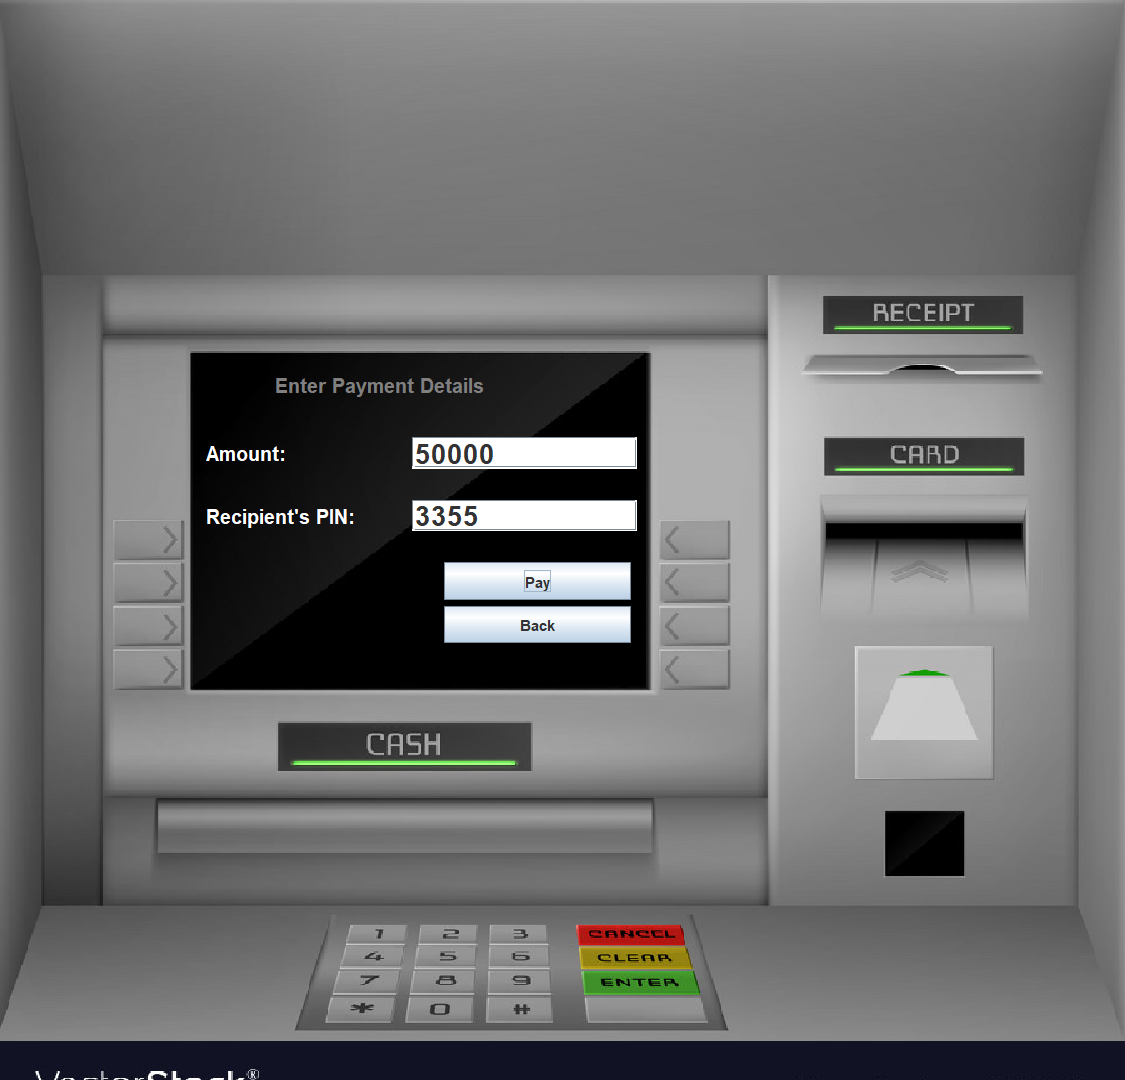 RECEIPT
Enter Payment Details
Amount: 50000
CARD
Recipient's PIN: 3355
Pay
Back
CASH
1 2 3 CANCEL
4 5 6 CLEAR
7 8 9 ENTER
* 0 #
VectorStock®